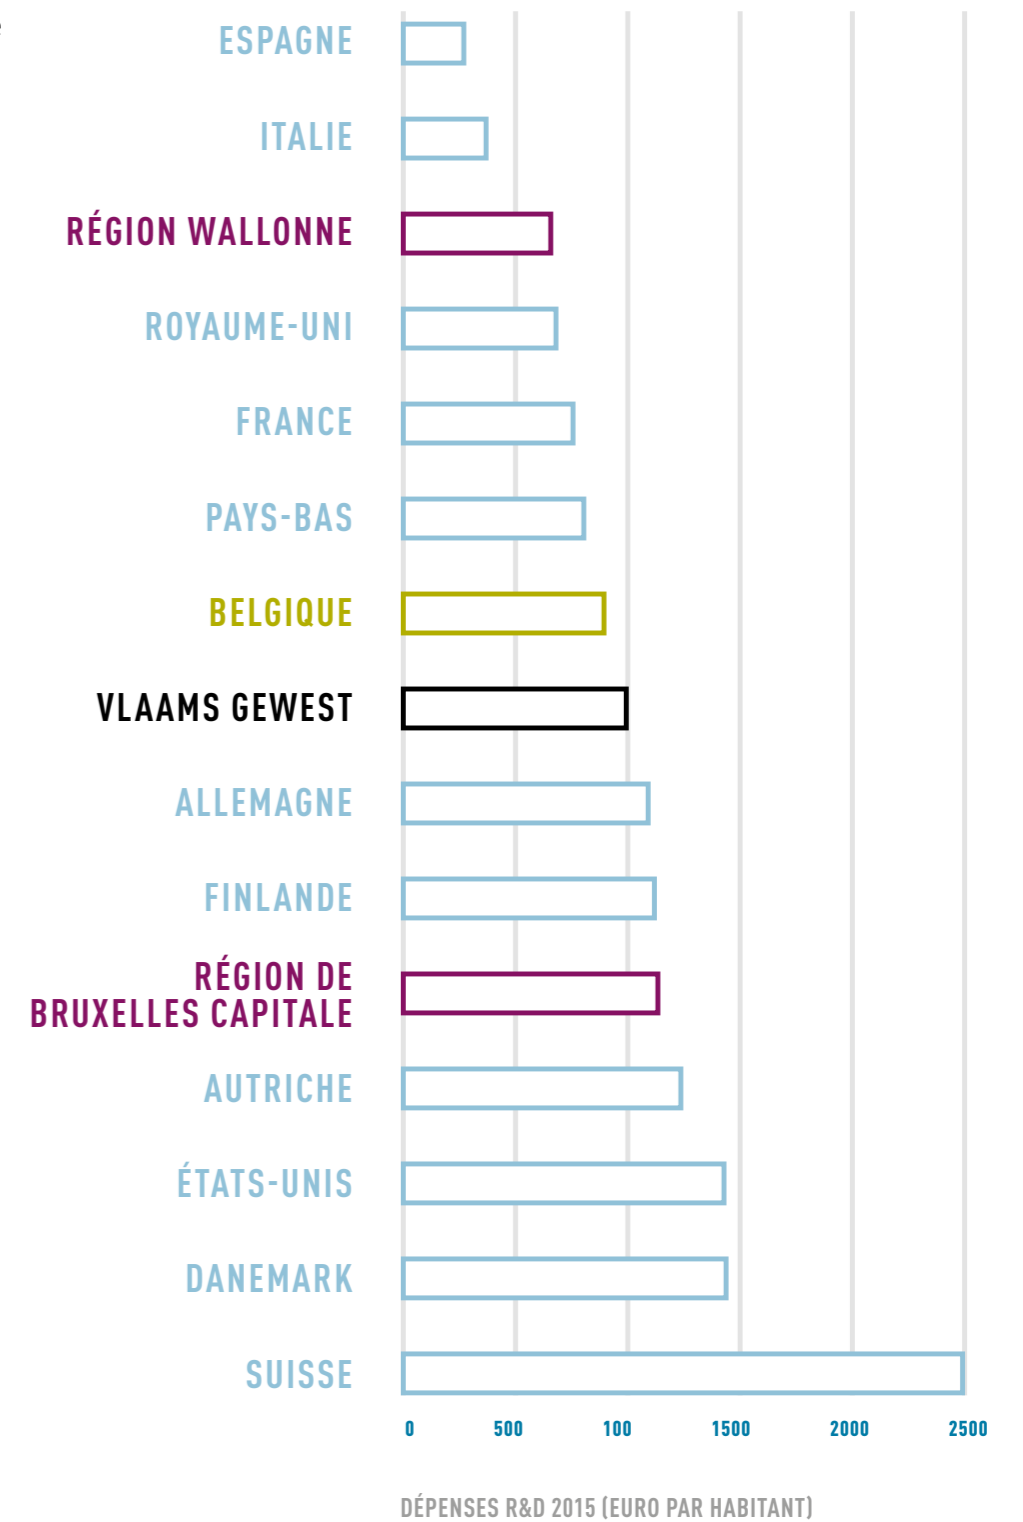 ESPAGNE
ITALIE
RÉGION WALLONNE
ROYAUME-UNI
FRANCE
PAYS-BAS
BELGIQUE
VLAAMS GEWEST
ALLEMAGNE
FINLANDE
RÉGION DE
BRUXELLES CAPITALE
AUTRICHE
ÉTATS-UNIS
DANEMARK
SUISSE
0 500 100 1500 2000 2500
DÉPENSES R&D 2015 (EURO PAR HABITANT)